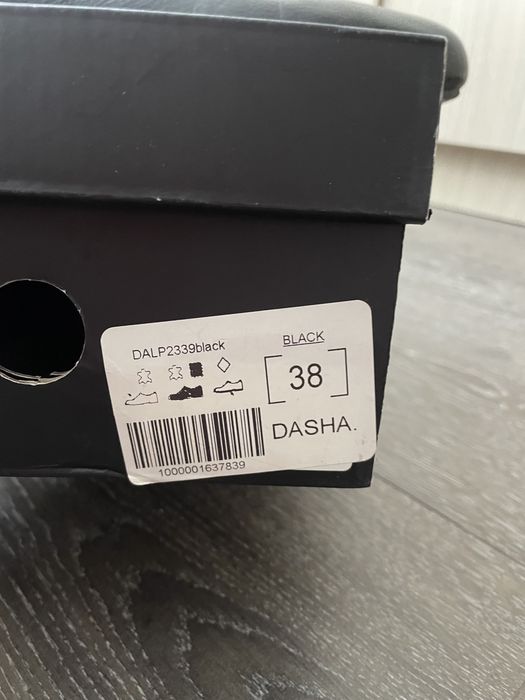 DALP2339black
BLACK
38
DASHA.
1000001637839